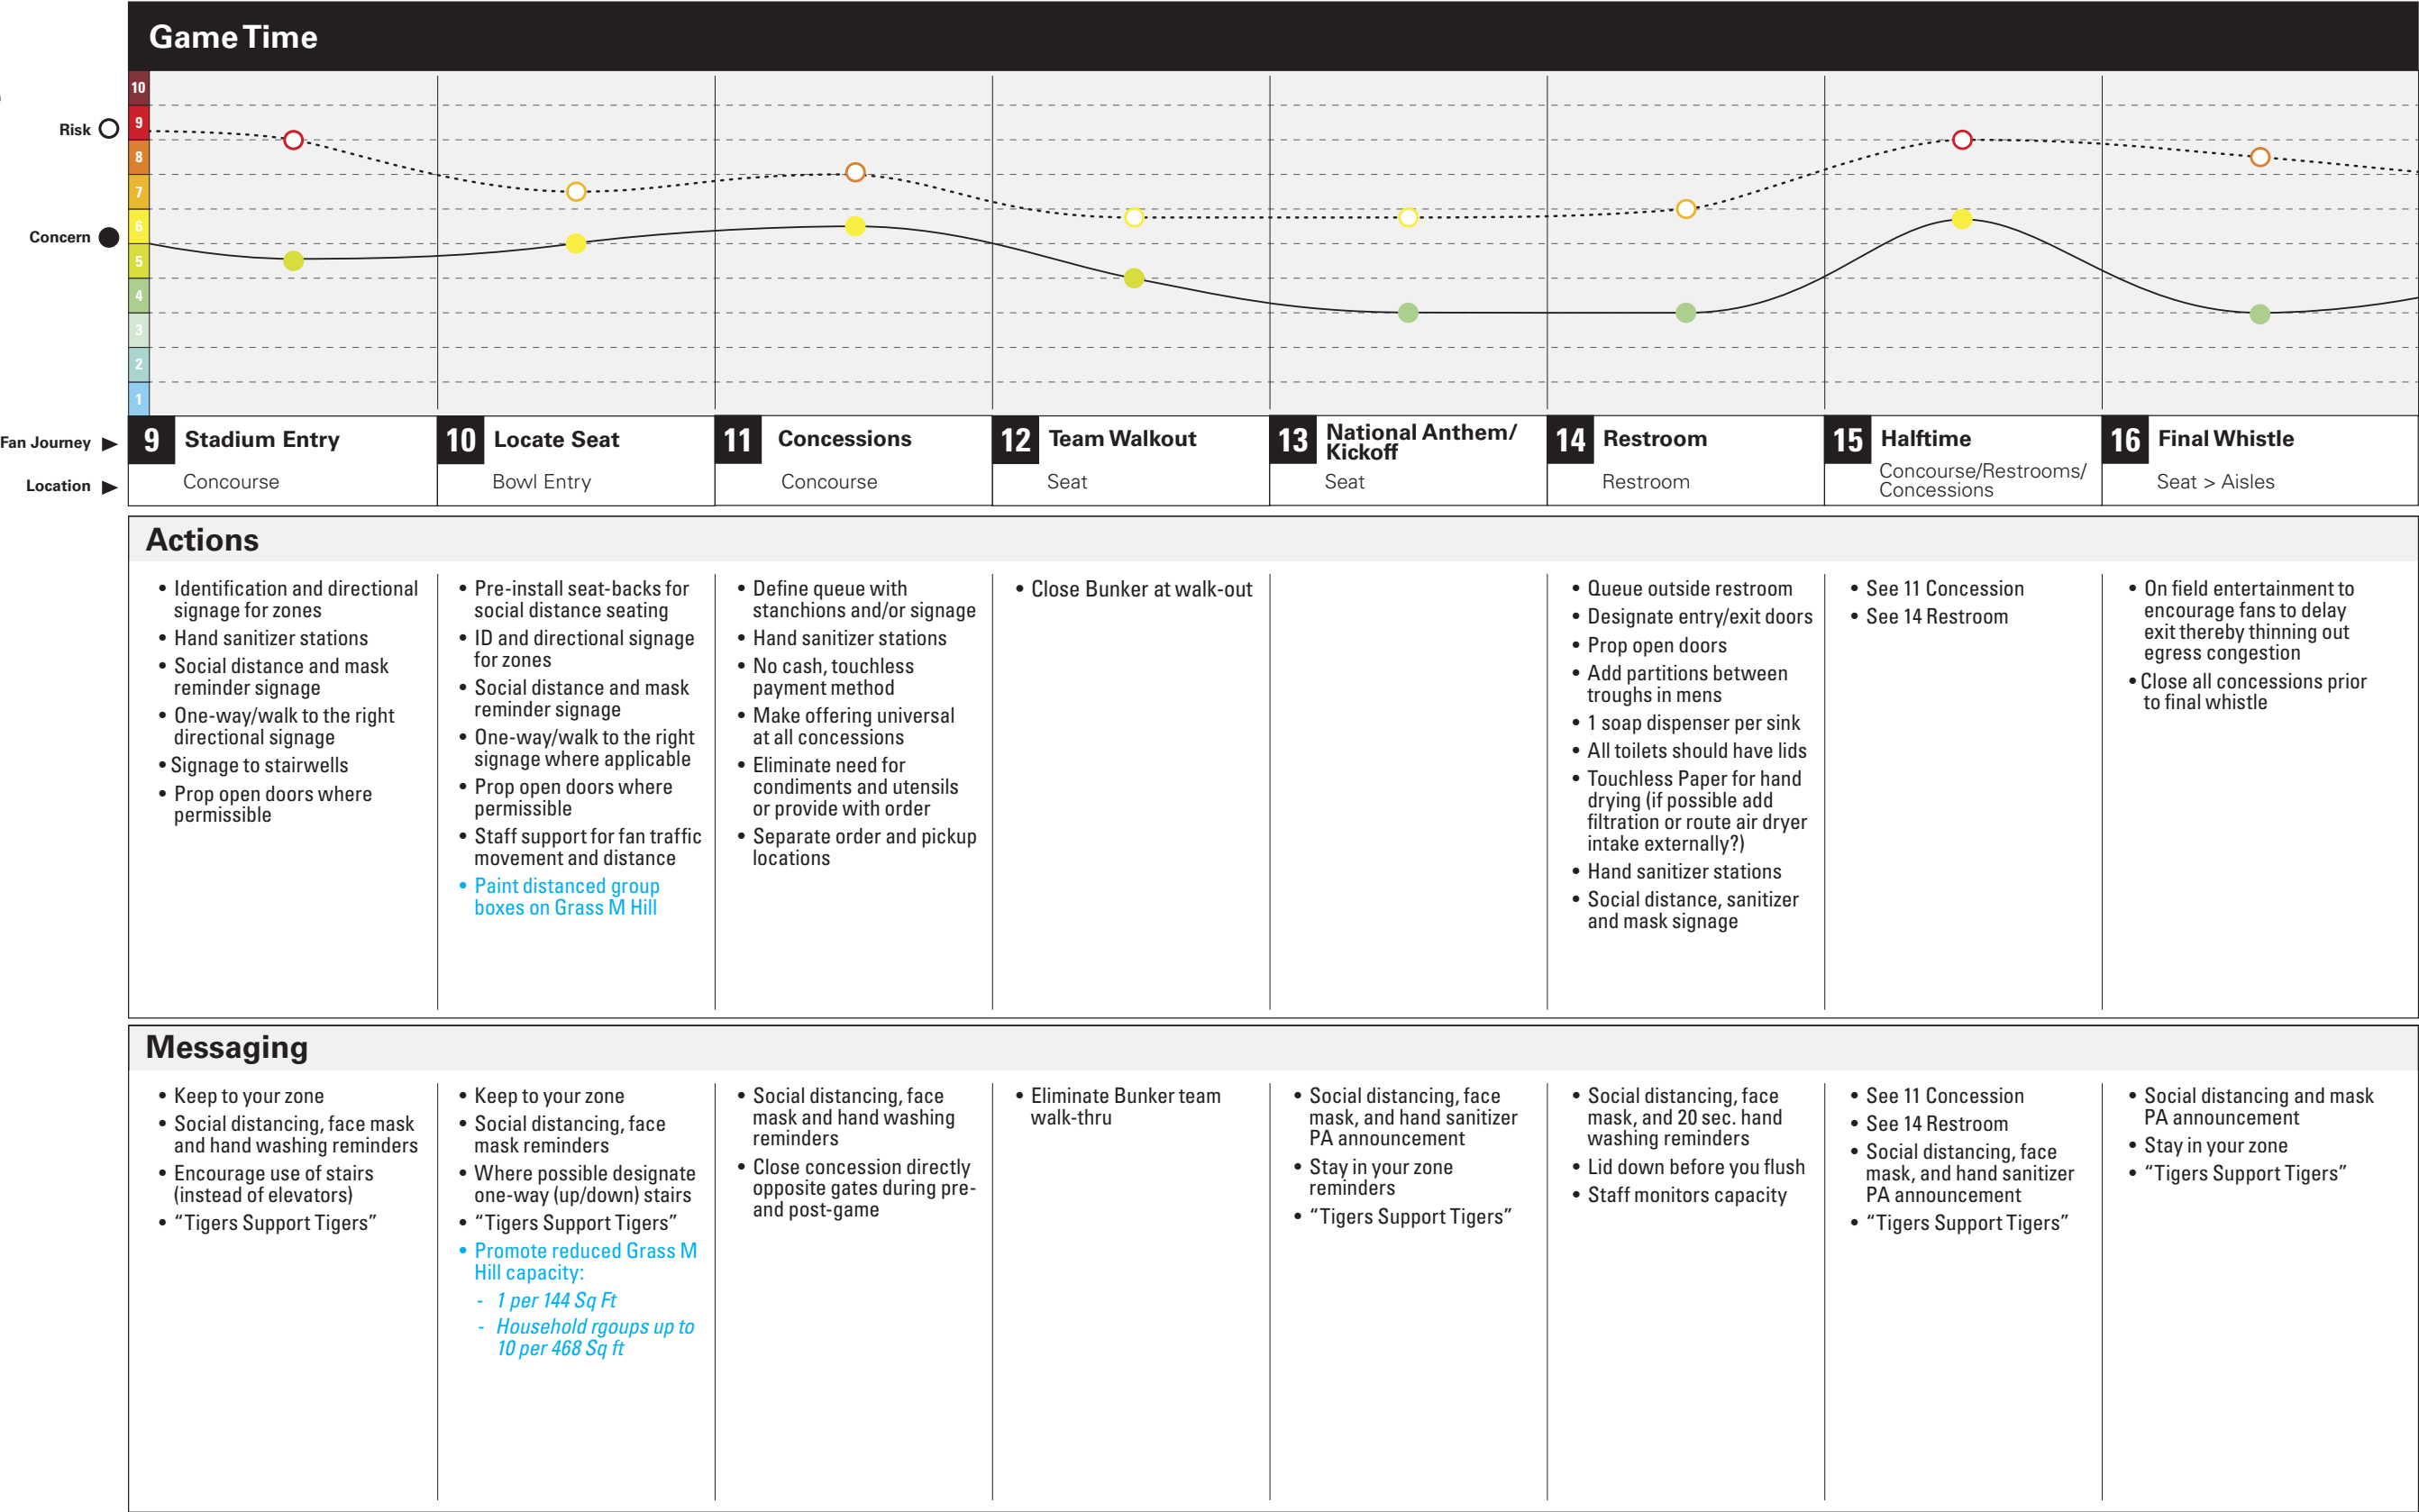 Game Time
10
9
8
7
6
5
4
3
2
1
Risk
Concern
Fan Journey
Location
9 Stadium Entry
Concourse
10 Locate Seat
Bowl Entry
11 Concessions
Concourse
12 Team Walkout
Seat
13 National Anthem/
Kickoff
Seat
14 Restroom
Restroom
15 Halftime
Concourse/Restrooms/
Concessions
16 Final Whistle
Seat > Aisles
Actions
• Identification and directional
signage for zones
• Hand sanitizer stations
• Social distance and mask
reminder signage
• One-way/walk to the right
directional signage
• Signage to stairwells
• Prop open doors where
permissible
• Pre-install seat-backs for
social distance seating
• ID and directional signage
for zones
• Social distance and mask
reminder signage
• One-way/walk to the right
signage where applicable
• Prop open doors where
permissible
• Staff support for fan traffic
movement and distance
• Paint distanced group
boxes on Grass M Hill
• Define queue with
stanchions and/or signage
• Hand sanitizer stations
• No cash, touchless
payment method
• Make offering universal
at all concessions
• Eliminate need for
condiments and utensils
or provide with order
• Separate order and pickup
locations
• Close Bunker at walk-out
• Queue outside restroom
• Designate entry/exit doors
• Prop open doors
• Add partitions between
troughs in mens
• 1 soap dispenser per sink
• All toilets should have lids
• Touchless Paper for hand
drying (if possible add
filtration or route air dryer
intake externally?)
• Hand sanitizer stations
• Social distance, sanitizer
and mask signage
• See 11 Concession
• See 14 Restroom
• On field entertainment to
encourage fans to delay
exit thereby thinning out
egress congestion
• Close all concessions prior
to final whistle
Messaging
• Keep to your zone
• Social distancing, face mask
and hand washing reminders
• Encourage use of stairs
(instead of elevators)
• “Tigers Support Tigers”
• Keep to your zone
• Social distancing, face
mask reminders
• Where possible designate
one-way (up/down) stairs
• “Tigers Support Tigers”
• Promote reduced Grass M
Hill capacity:
- 1 per 144 Sq Ft
- Household rgoups up to
10 per 468 Sq ft
• Social distancing, face
mask and hand washing
reminders
• Close concession directly
opposite gates during pre-
and post-game
• Eliminate Bunker team
walk-thru
• Social distancing, face
mask, and hand sanitizer
PA announcement
• Stay in your zone
reminders
• “Tigers Support Tigers”
• Social distancing, face
mask, and 20 sec. hand
washing reminders
• Lid down before you flush
• Staff monitors capacity
• See 11 Concession
• See 14 Restroom
• Social distancing, face
mask, and hand sanitizer
PA announcement
• “Tigers Support Tigers”
• Social distancing and mask
PA announcement
• Stay in your zone
• “Tigers Support Tigers”